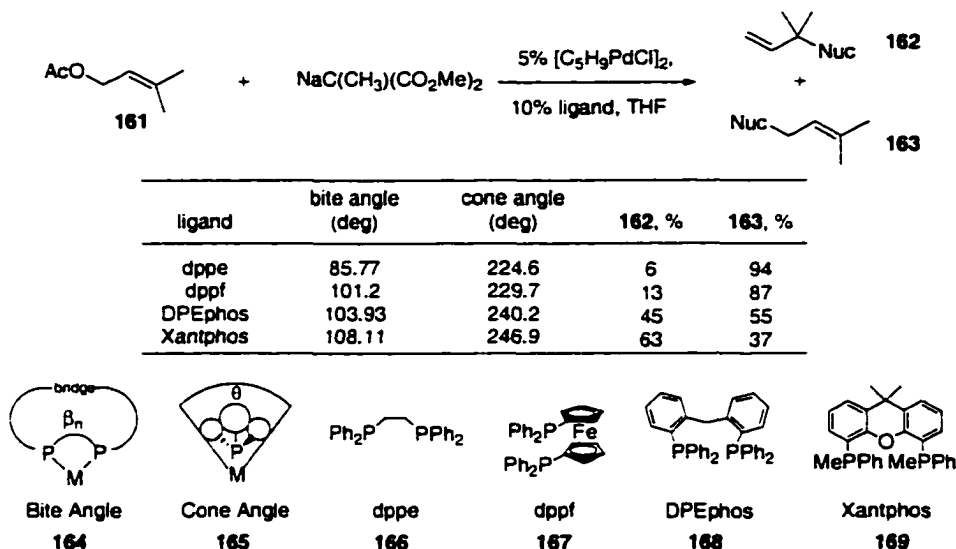 AcO
161
+
NaC(CH3)(CO2Me)2
5% [C5H9PdCl]2,
10% ligand, THF
Nuc 162
+
Nuc 163
ligand bite angle (deg) cone angle (deg) 162, % 163, %
dppe 85.77 224.6 6 94
dppf 101.2 229.7 13 87
DPEphos 103.93 240.2 45 55
Xantphos 108.11 246.9 63 37
bridge
βn
P P
M
θ
P
M
Ph2P PPh2
Ph2P Fe
Ph2P
PPh2 PPh2
O
MePPh MePPh
Bite Angle Cone Angle dppe dppf DPEphos Xantphos
164 165 166 167 168 169